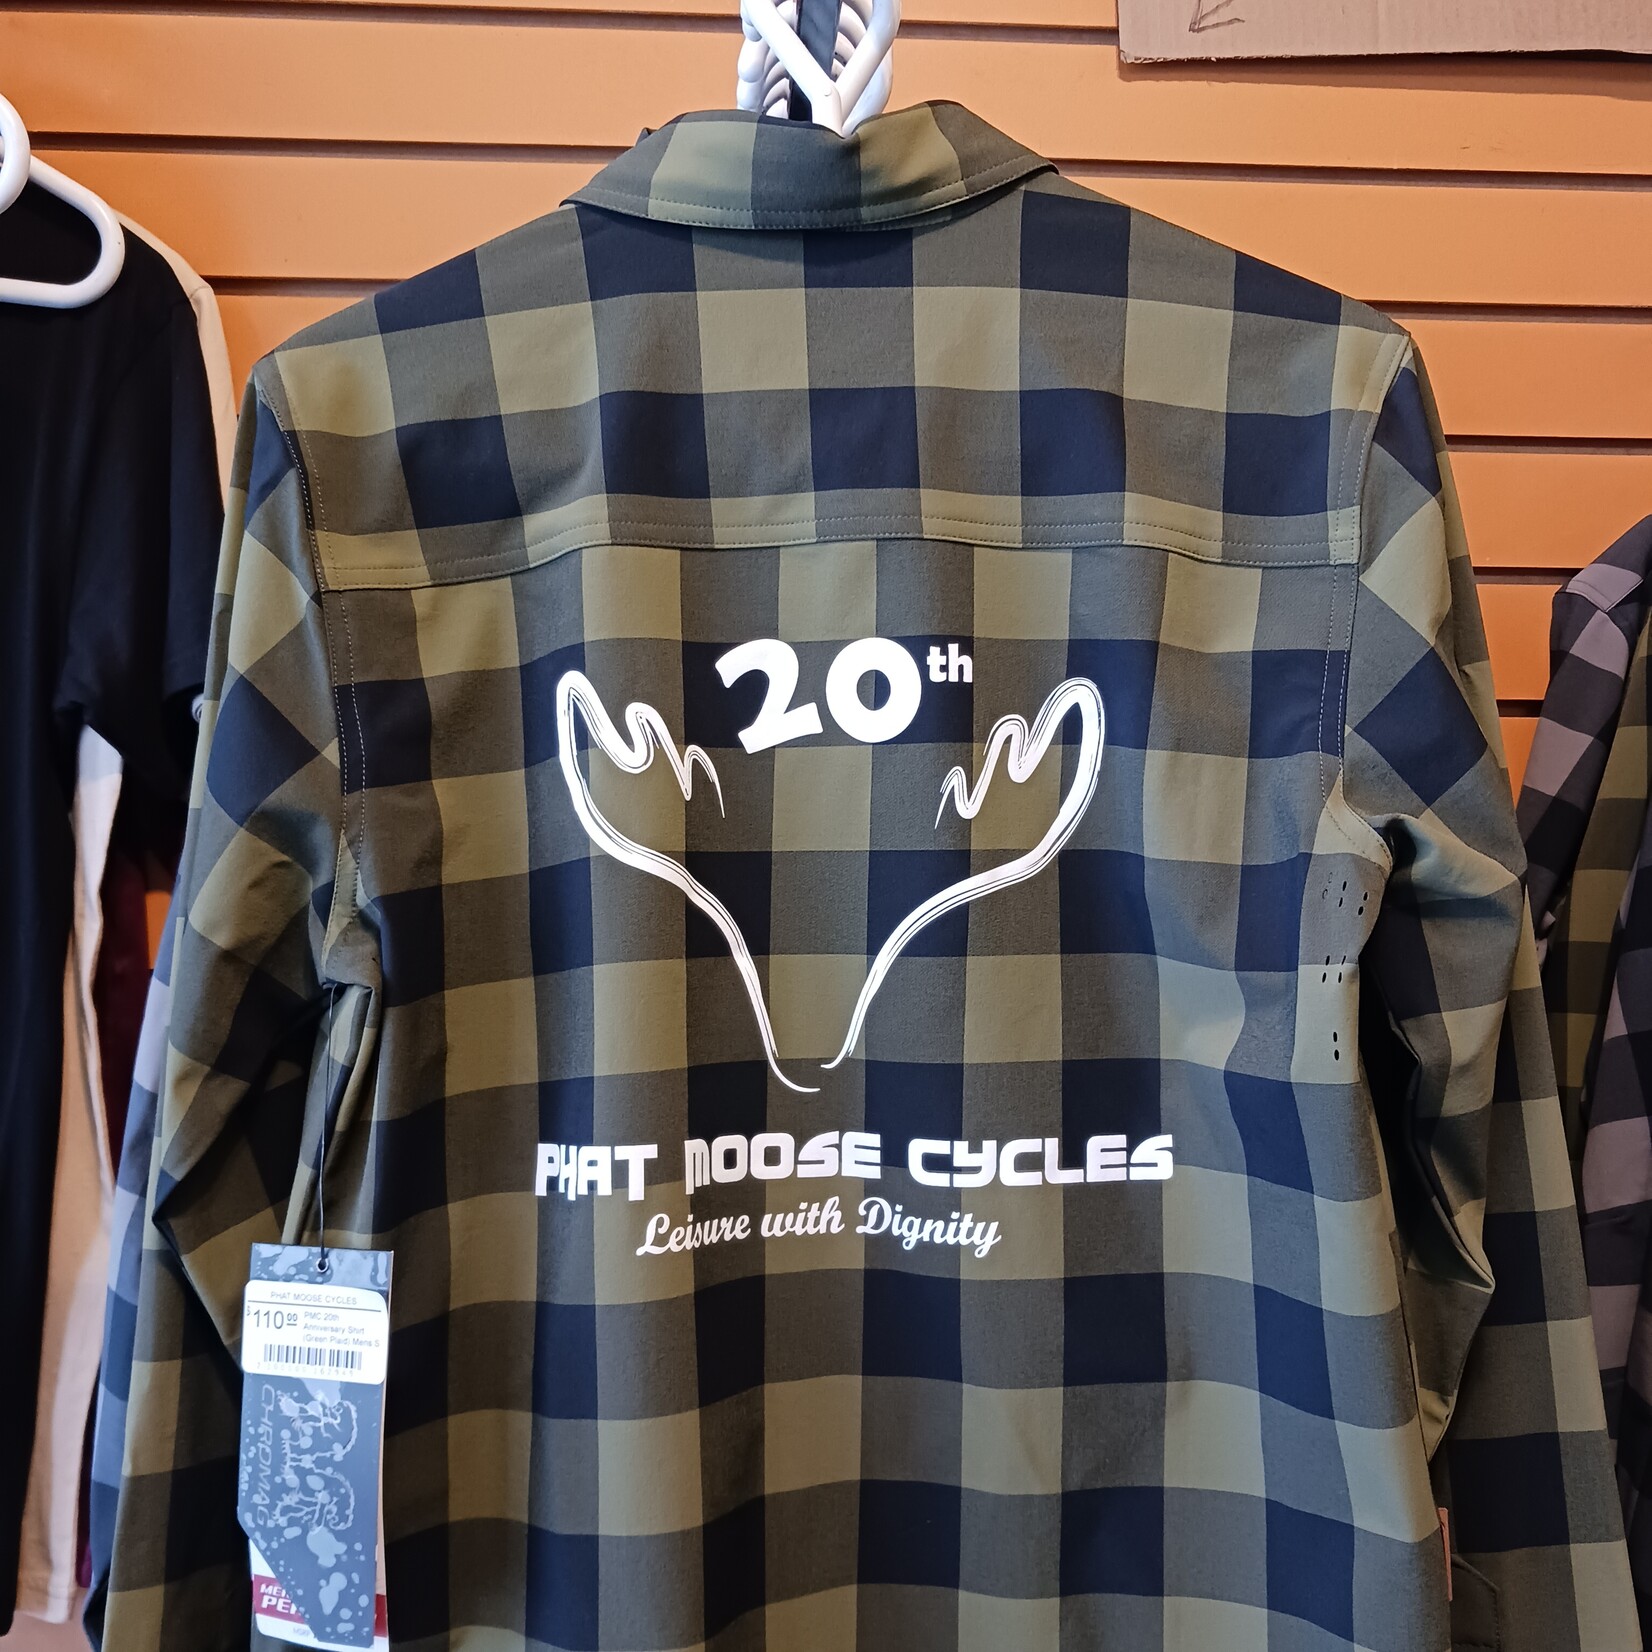 20th
PHAT MOOSE CYCLES
Leisure with Dignity
PHAT MOOSE CYCLES
$110.00 PMC 20th
Anniversary Shirt
(Green Plaid) Mens S
CHROMAG